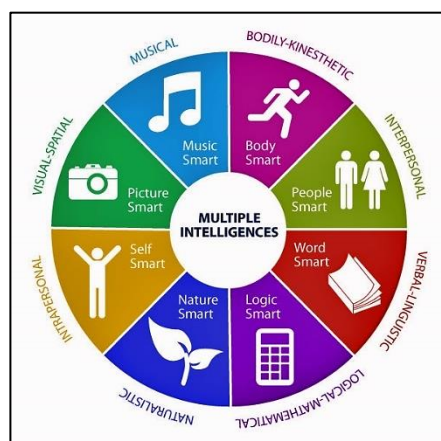 MUSICAL
BODILY-KINESTHETIC
INTERPERSONAL
VERBAL-LINGUISTIC
LOGICAL-MATHEMATICAL
NATURALISTIC
INTRAPERSONAL
VISUAL-SPATIAL
Music
Smart
Body
Smart
People
Smart
Word
Smart
Logic
Smart
Nature
Smart
Self
Smart
Picture
Smart
MULTIPLE
INTELLIGENCES